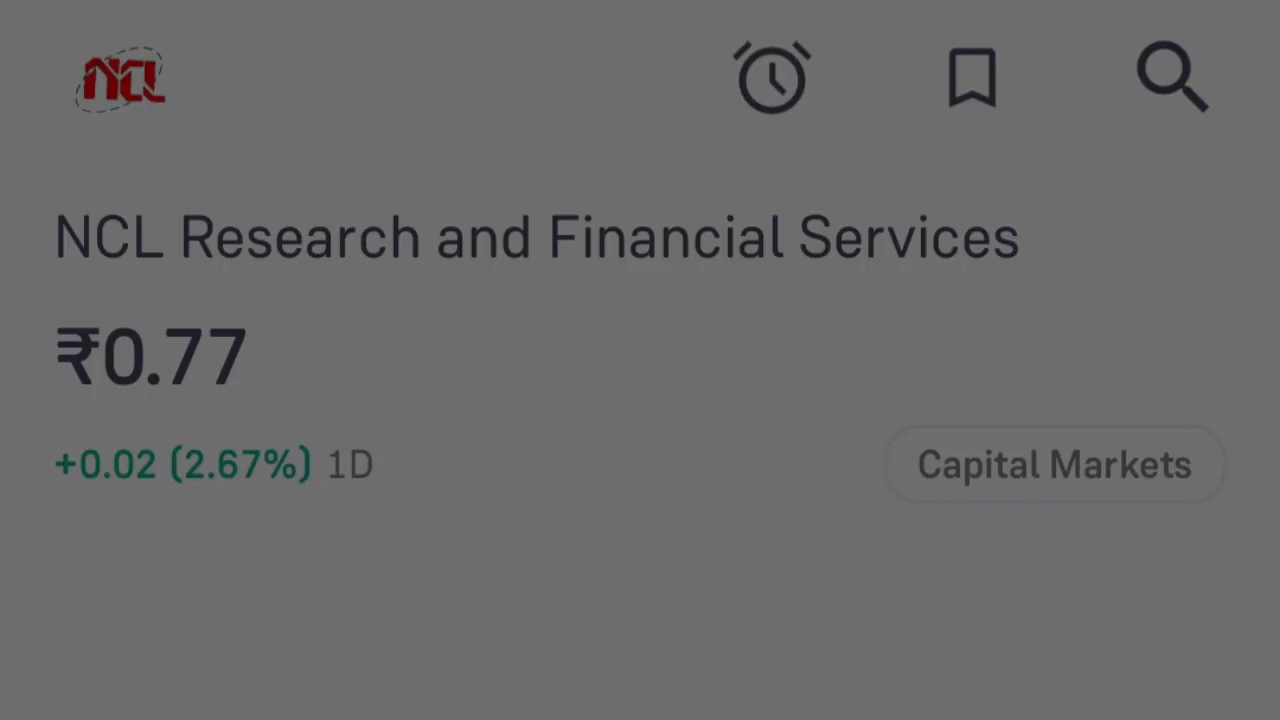 NCL
NCL Research and Financial Services
₹0.77
+0.02 (2.67%) 1D
Capital Markets